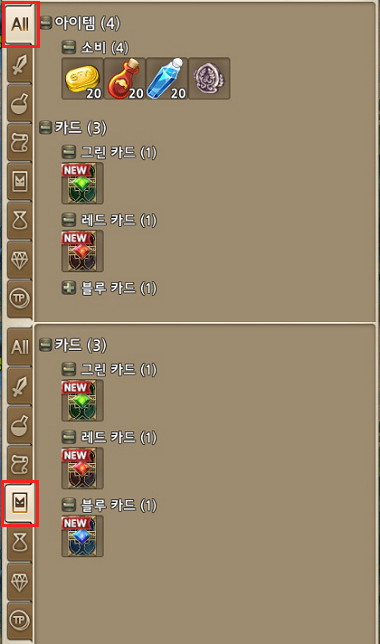 All
아이템 (4)
소비 (4)
20
20
20
카드 (3)
그린 카드 (1)
NEW
레드 카드 (1)
NEW
블루 카드 (1)
TP
All
카드 (3)
그린 카드 (1)
NEW
레드 카드 (1)
NEW
블루 카드 (1)
NEW
TP